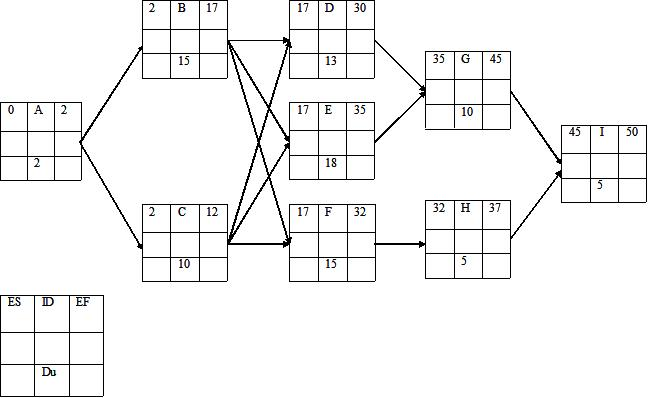 2 B 17
15
17 D 30
13
35 G 45
10
0 A 2
2
17 E 35
18
45 I 50
5
2 C 12
10
17 F 32
15
32 H 37
5
ES ID EF
Du